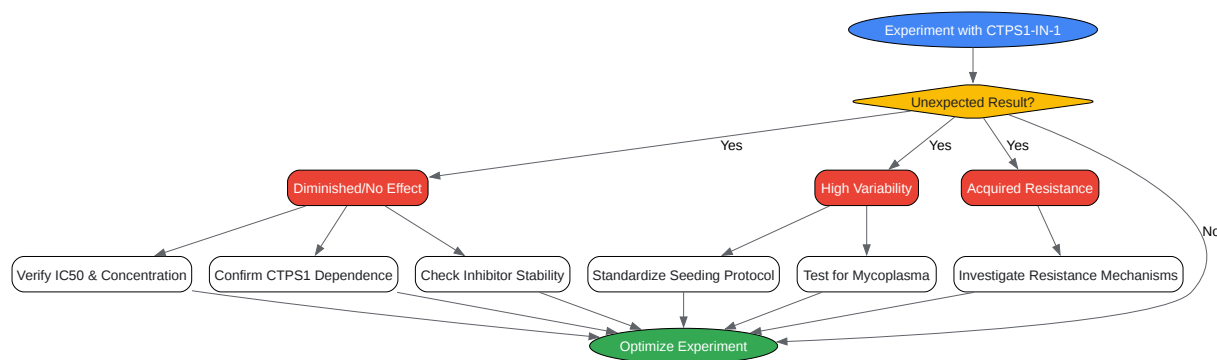 Experiment with CTPS1-IN-1
Unexpected Result?
Yes
Yes
Yes
Diminished/No Effect
High Variability
Acquired Resistance
No
Verify IC50 & Concentration
Confirm CTPS1 Dependence
Check Inhibitor Stability
Standardize Seeding Protocol
Test for Mycoplasma
Investigate Resistance Mechanisms
Optimize Experiment